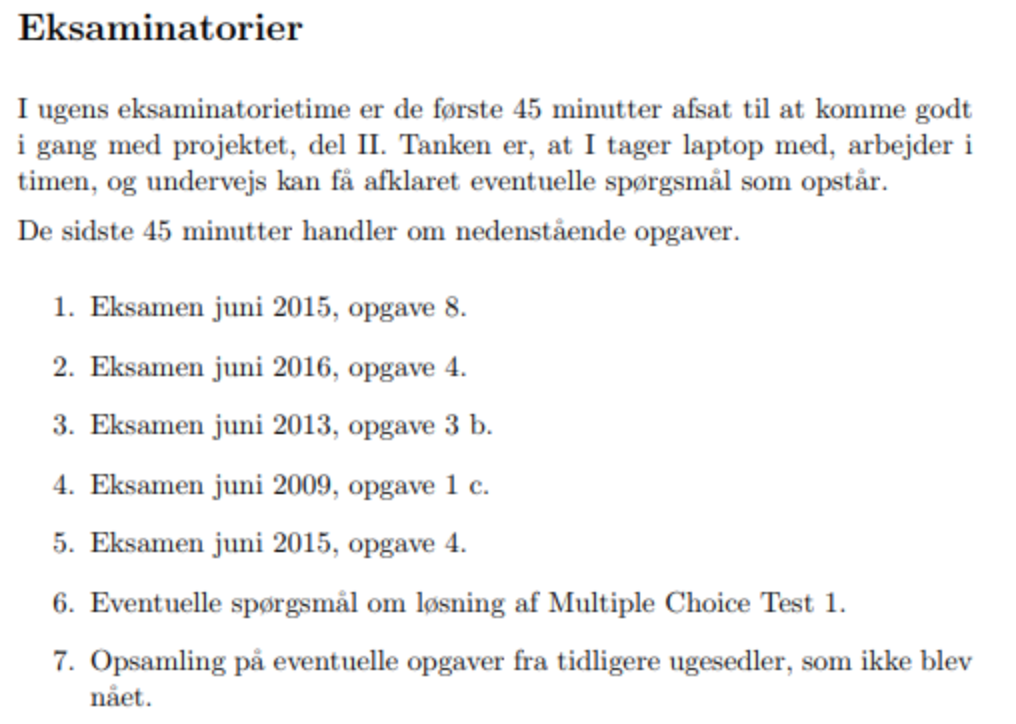 Eksaminatorier
I ugens eksaminatorietime er de første 45 minutter afsat til at komme godt
i gang med projektet, del II. Tanken er, at I tager laptop med, arbejder i
timen, og undervejs kan få afklaret eventuelle spørgsmål som opstår.
De sidste 45 minutter handler om nedenstående opgaver.
1. Eksamen juni 2015, opgave 8.
2. Eksamen juni 2016, opgave 4.
3. Eksamen juni 2013, opgave 3 b.
4. Eksamen juni 2009, opgave 1 c.
5. Eksamen juni 2015, opgave 4.
6. Eventuelle spørgsmål om løsning af Multiple Choice Test 1.
7. Opsamling på eventuelle opgaver fra tidligere ugesedler, som ikke blev
nået.